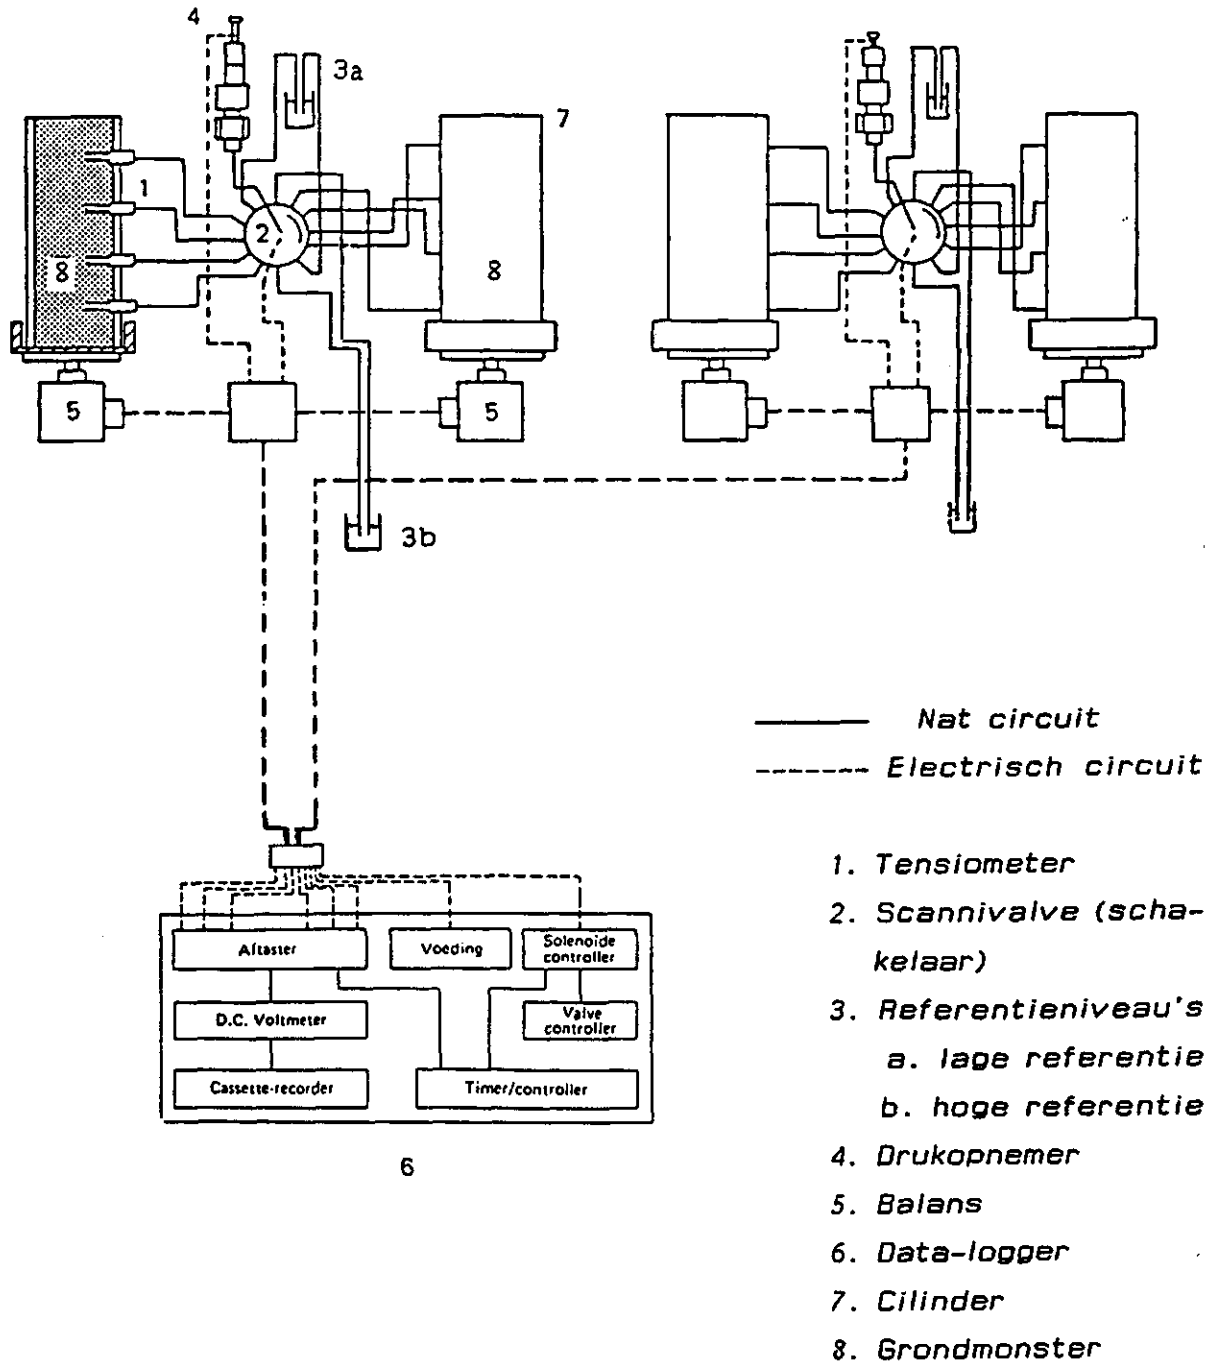 4
3a
7
1
2
8
8
5
5
3b
Nat circuit
Electrisch circuit
1. Tensiometer
2. Scannivalve (scha-
kelaar)
3. Referentieniveau's
a. lage referentie
b. hoge referentie
4. Drukopnemer
5. Balans
6. Data-logger
7. Cilinder
8. Grondmonster
Aftaster
Voeding
Solenoide
controller
D.C. Voltmeter
Valve
controller
Cassette-recorder
Timer/controller
6